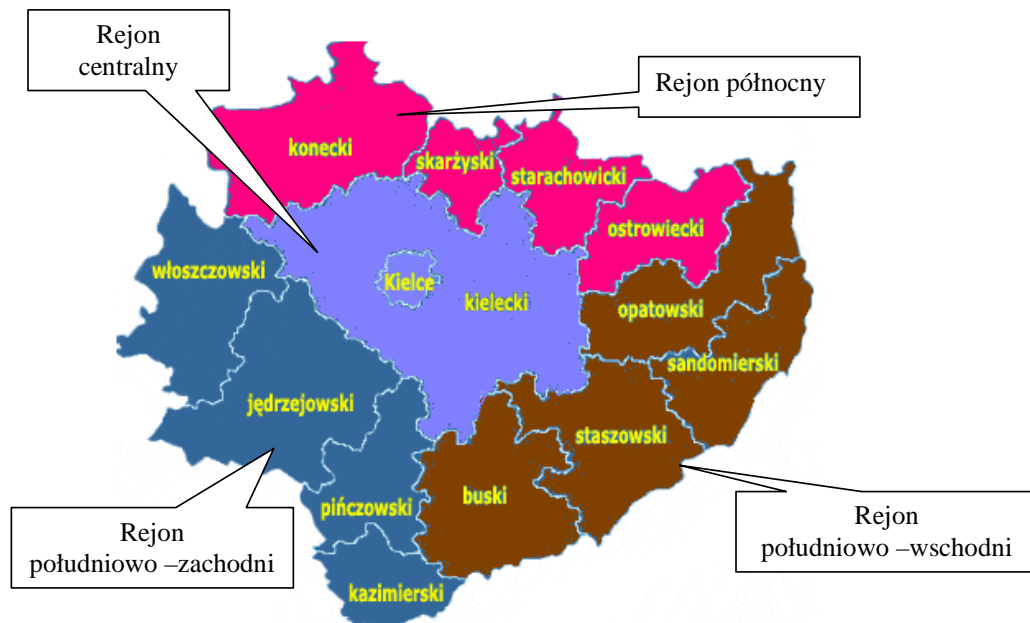 Rejon
centralny
Rejon północny
konecki
skarżyski
starachowicki
ostrowiecki
włoszczowski
Kielce
kielecki
opatowski
sandomierski
jędrzejowski
staszowski
pińczowski
buski
Rejon
południowo –zachodni
Rejon
południowo –wschodni
kazimierski